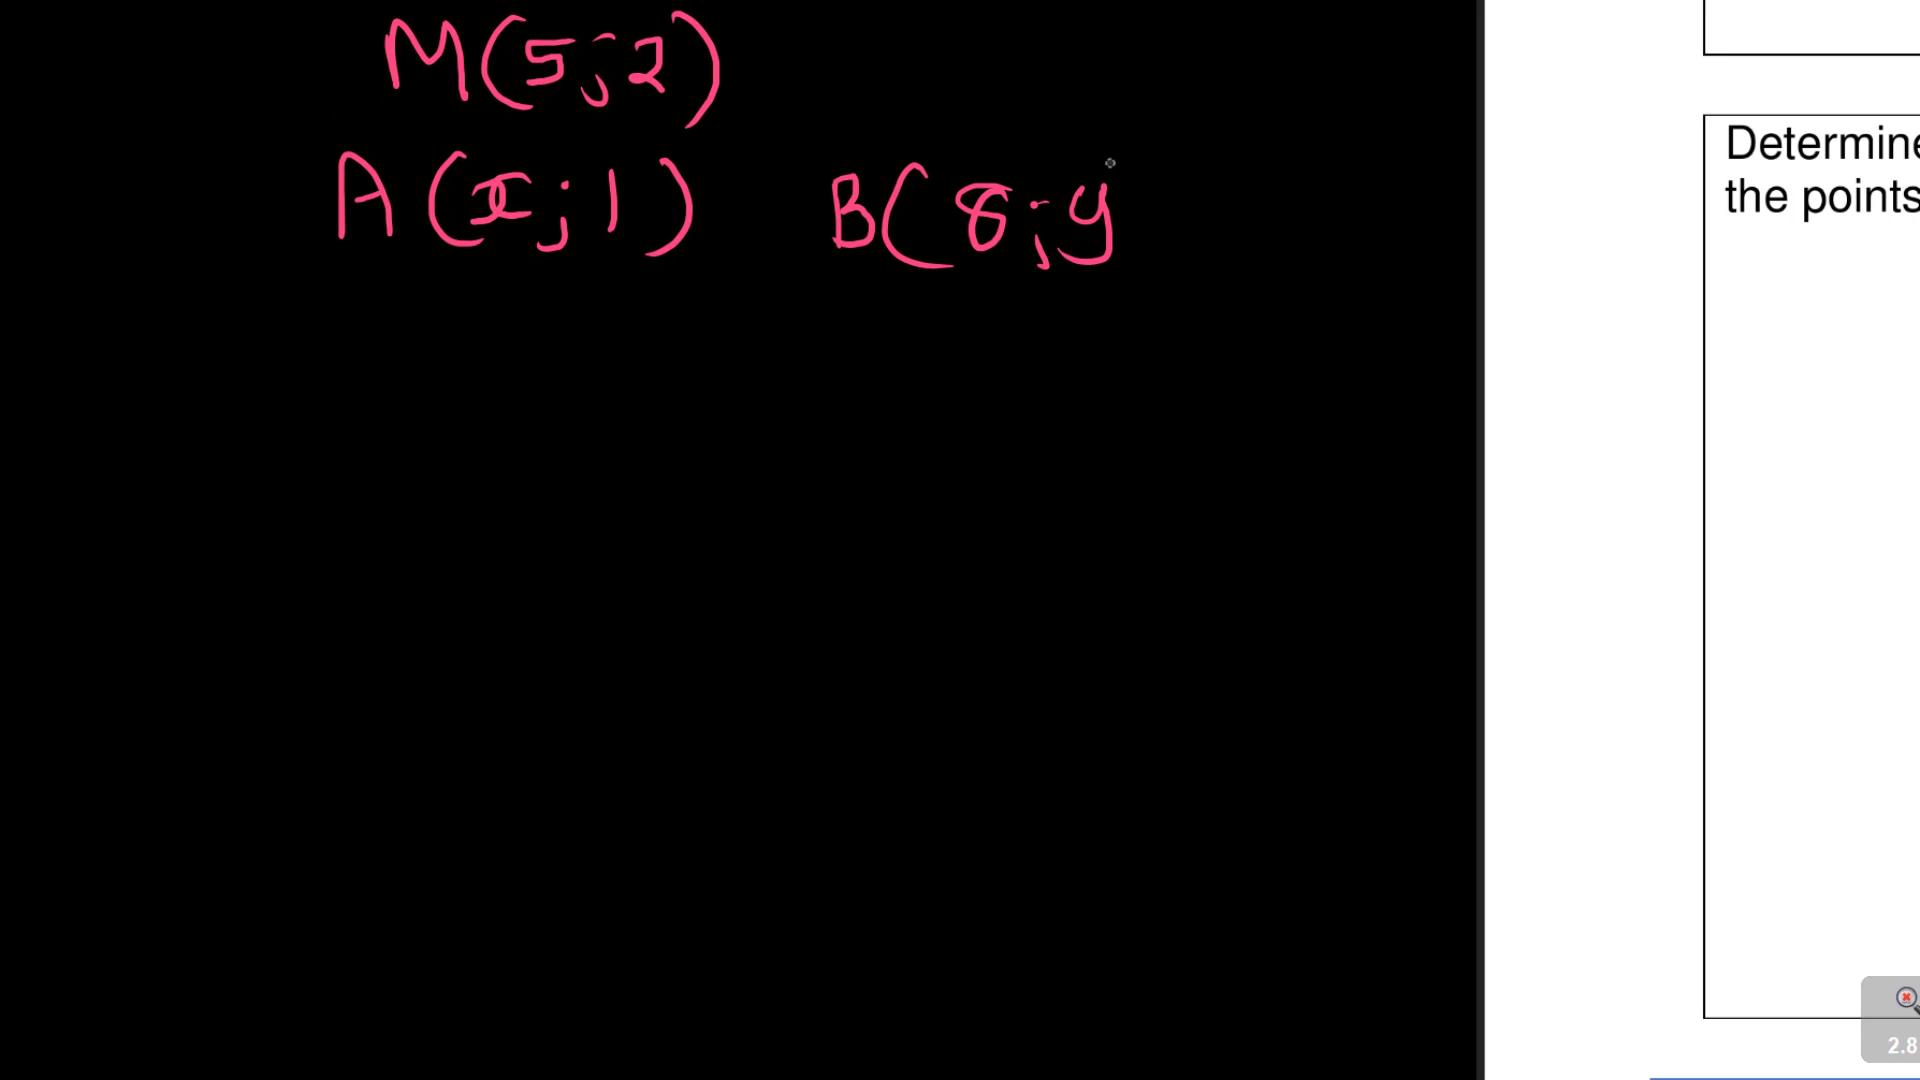 M(5;2)
A(x;1) B(8;y
Determine
the points
2.8